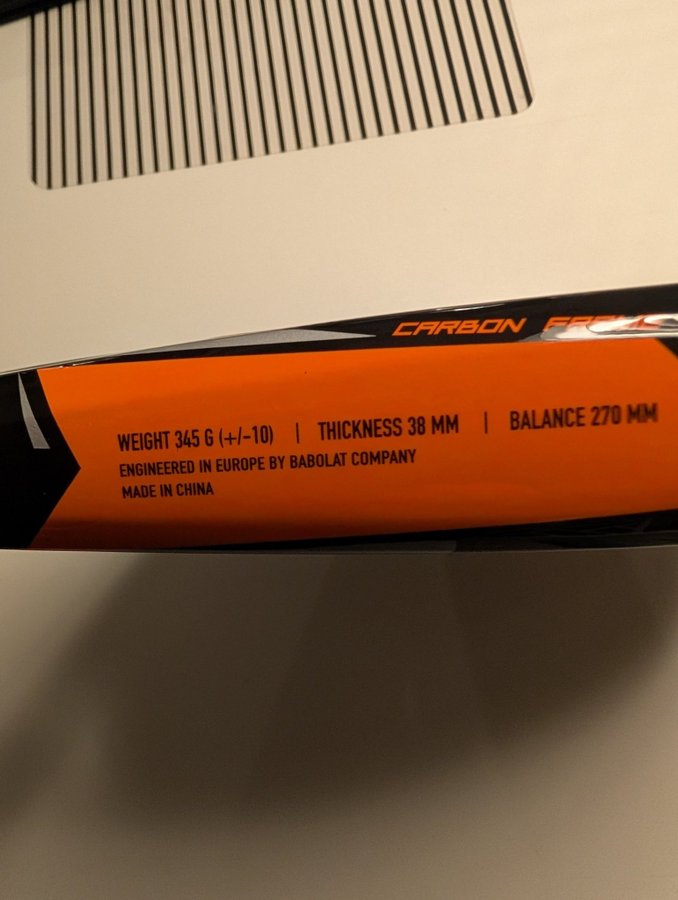 CARBON
WEIGHT 345 G (+/-10) | THICKNESS 38 MM | BALANCE 270 MM
ENGINEERED IN EUROPE BY BABOLAT COMPANY
MADE IN CHINA